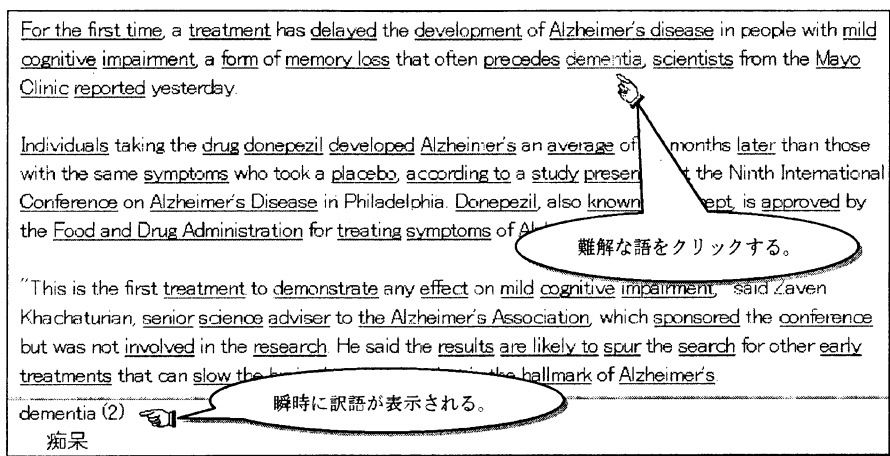 For the first time, a treatment has delayed the development of Alzheimer's disease in people with mild
cognitive impairment, a form of memory loss that often precedes dementia, scientists from the Mayo
Clinic reported yesterday.
Individuals taking the drug donepezil developed Alzheimer's an average of months later than those
with the same symptoms who took a placebo, according to a study the Ninth International
Conference on Alzheimer's Disease in Philadelphia. Donepezil, also known is approved by
the Food and Drug Administration for treating symptoms of
難解な語をクリックする。
"This is the first treatment to demonstrate any effect on mild cognitive impairment," said Zaven
Khachaturian, senior science adviser to the Alzheimer's Association, which sponsored the conference
but was not involved in the research. He said the results are likely to spur the search for other early
treatments that can slow the hallmark of Alzheimer's.
瞬時に訳語が表示される。
dementia (2)
痴呆